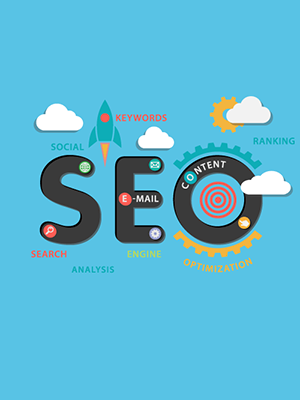 KEYWORDS
SOCIAL
RANKING
SEO
CONTENT
E-MAIL
SEARCH
ENGINE
OPTIMIZATION
ANALYSIS